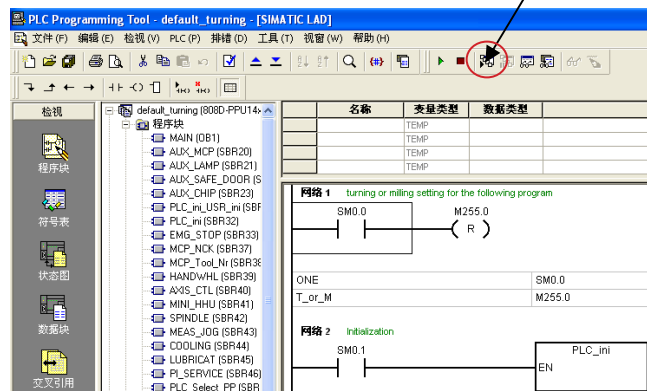 PLC Programming Tool - default_turning - [SIMATIC LAD]
文件(F) 编辑(E) 检视(V) PLC(P) 排错(D) 工具(T) 视窗(W) 帮助(H)
检视
程序块
符号表
状态图
数据块
交叉引用
default_turning (808D-PPU14x
程序块
MAIN (OB1)
AUX_MCP (SBR20)
AUX_LAMP (SBR21)
AUX_SAFE_DOOR (S
AUX_CHIP (SBR23)
PLC_ini_USR_ini (SBF
PLC_ini (SBR32)
EMG_STOP (SBR33)
MCP_NCK (SBR37)
MCP_Tool_Nr (SBR38
HANDWHL (SBR39)
AXIS_CTL (SBR40)
MINI_HHU (SBR41)
SPINDLE (SBR42)
MEAS_JOG (SBR43)
COOLING (SBR44)
LUBRICAT (SBR45)
PI_SERVICE (SBR46)
PLC_Select_PP (SBR
名称 变量类型 数据类型
TEMP
TEMP
TEMP
TEMP
网络 1 turning or milling setting for the following program
SM0.0 M255.0
R
ONE SM0.0
T_or_M M255.0
网络 2 Initialization
SM0.1 PLC_ini
EN